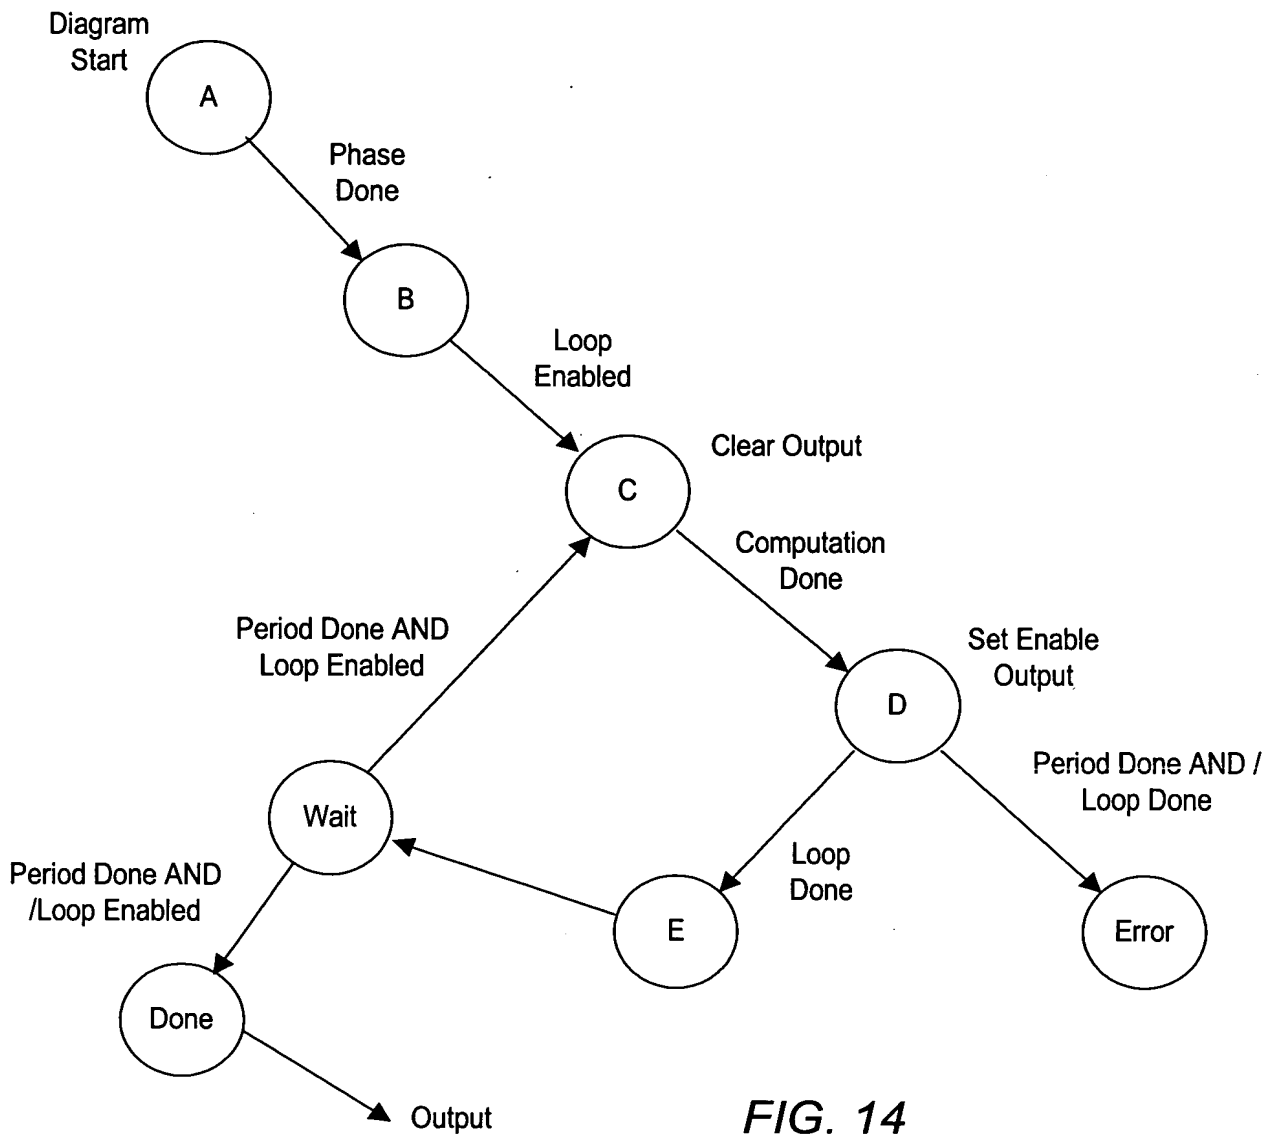 Diagram
Start
A
Phase
Done
B
Loop
Enabled
C
Clear Output
Computation
Done
Period Done AND
Loop Enabled
Set Enable
Output
D
Period Done AND /
Loop Done
Wait
Loop
Done
Period Done AND
/Loop Enabled
E
Error
Done
Output
FIG. 14